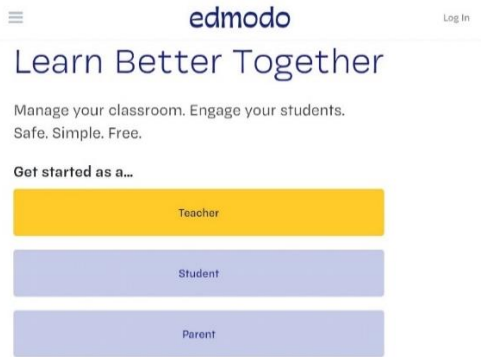 edmodo
Log In
Learn Better Together
Manage your classroom. Engage your students.
Safe. Simple. Free.
Get started as a...
Teacher
Student
Parent